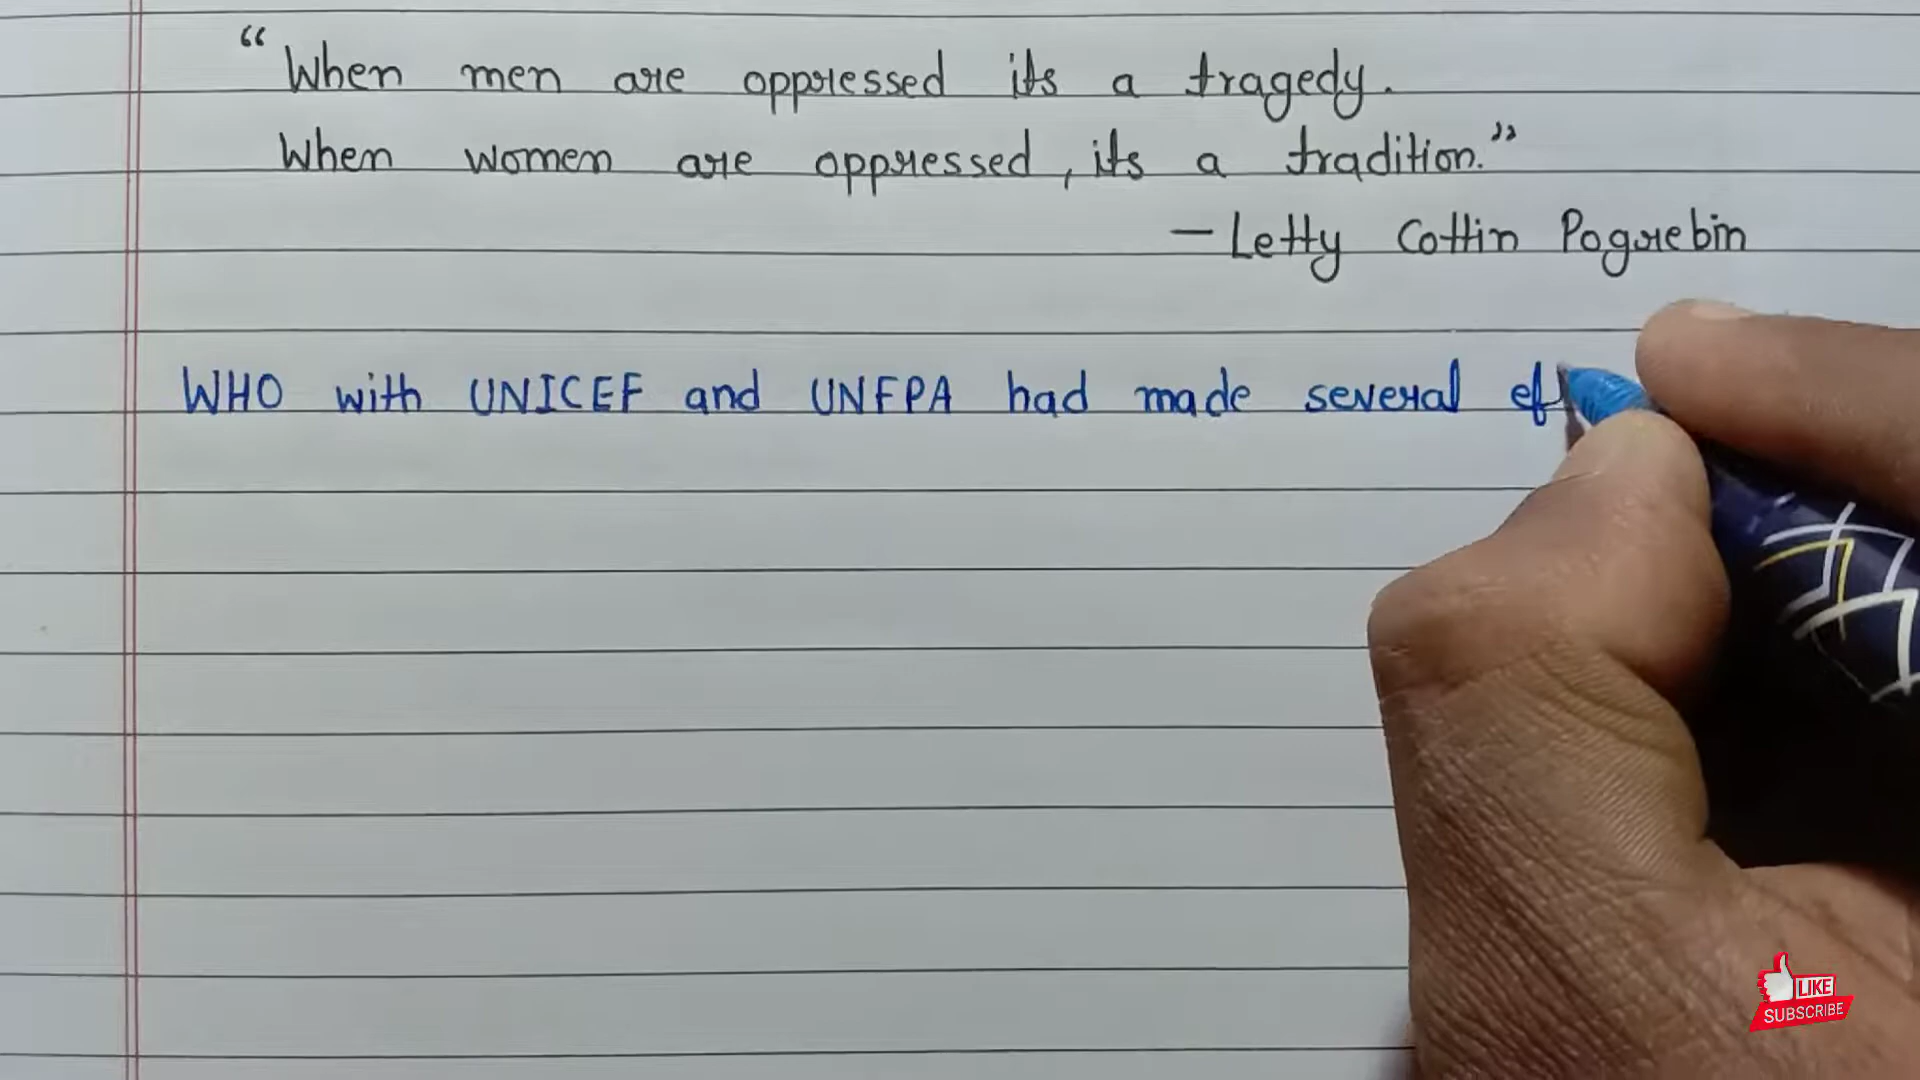 “When men are oppressed its a tragedy.
When women are oppressed, its a tradition.”
– Letty Cottin Pogrebin
WHO with UNICEF and UNFPA had made several ef
LIKE
SUBSCRIBE